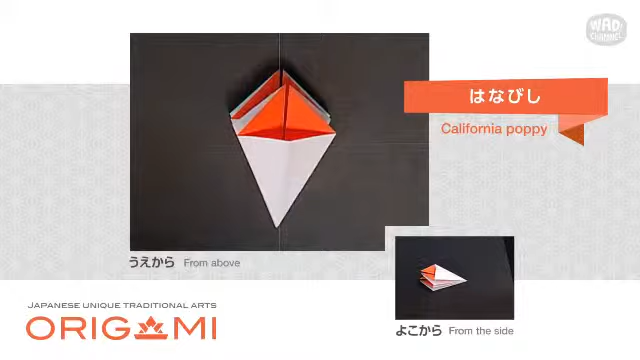 WAO!
CHANNEL
はなびし
California poppy
うえから From above
よこから From the side
JAPANESE UNIQUE TRADITIONAL ARTS
ORIGAMI